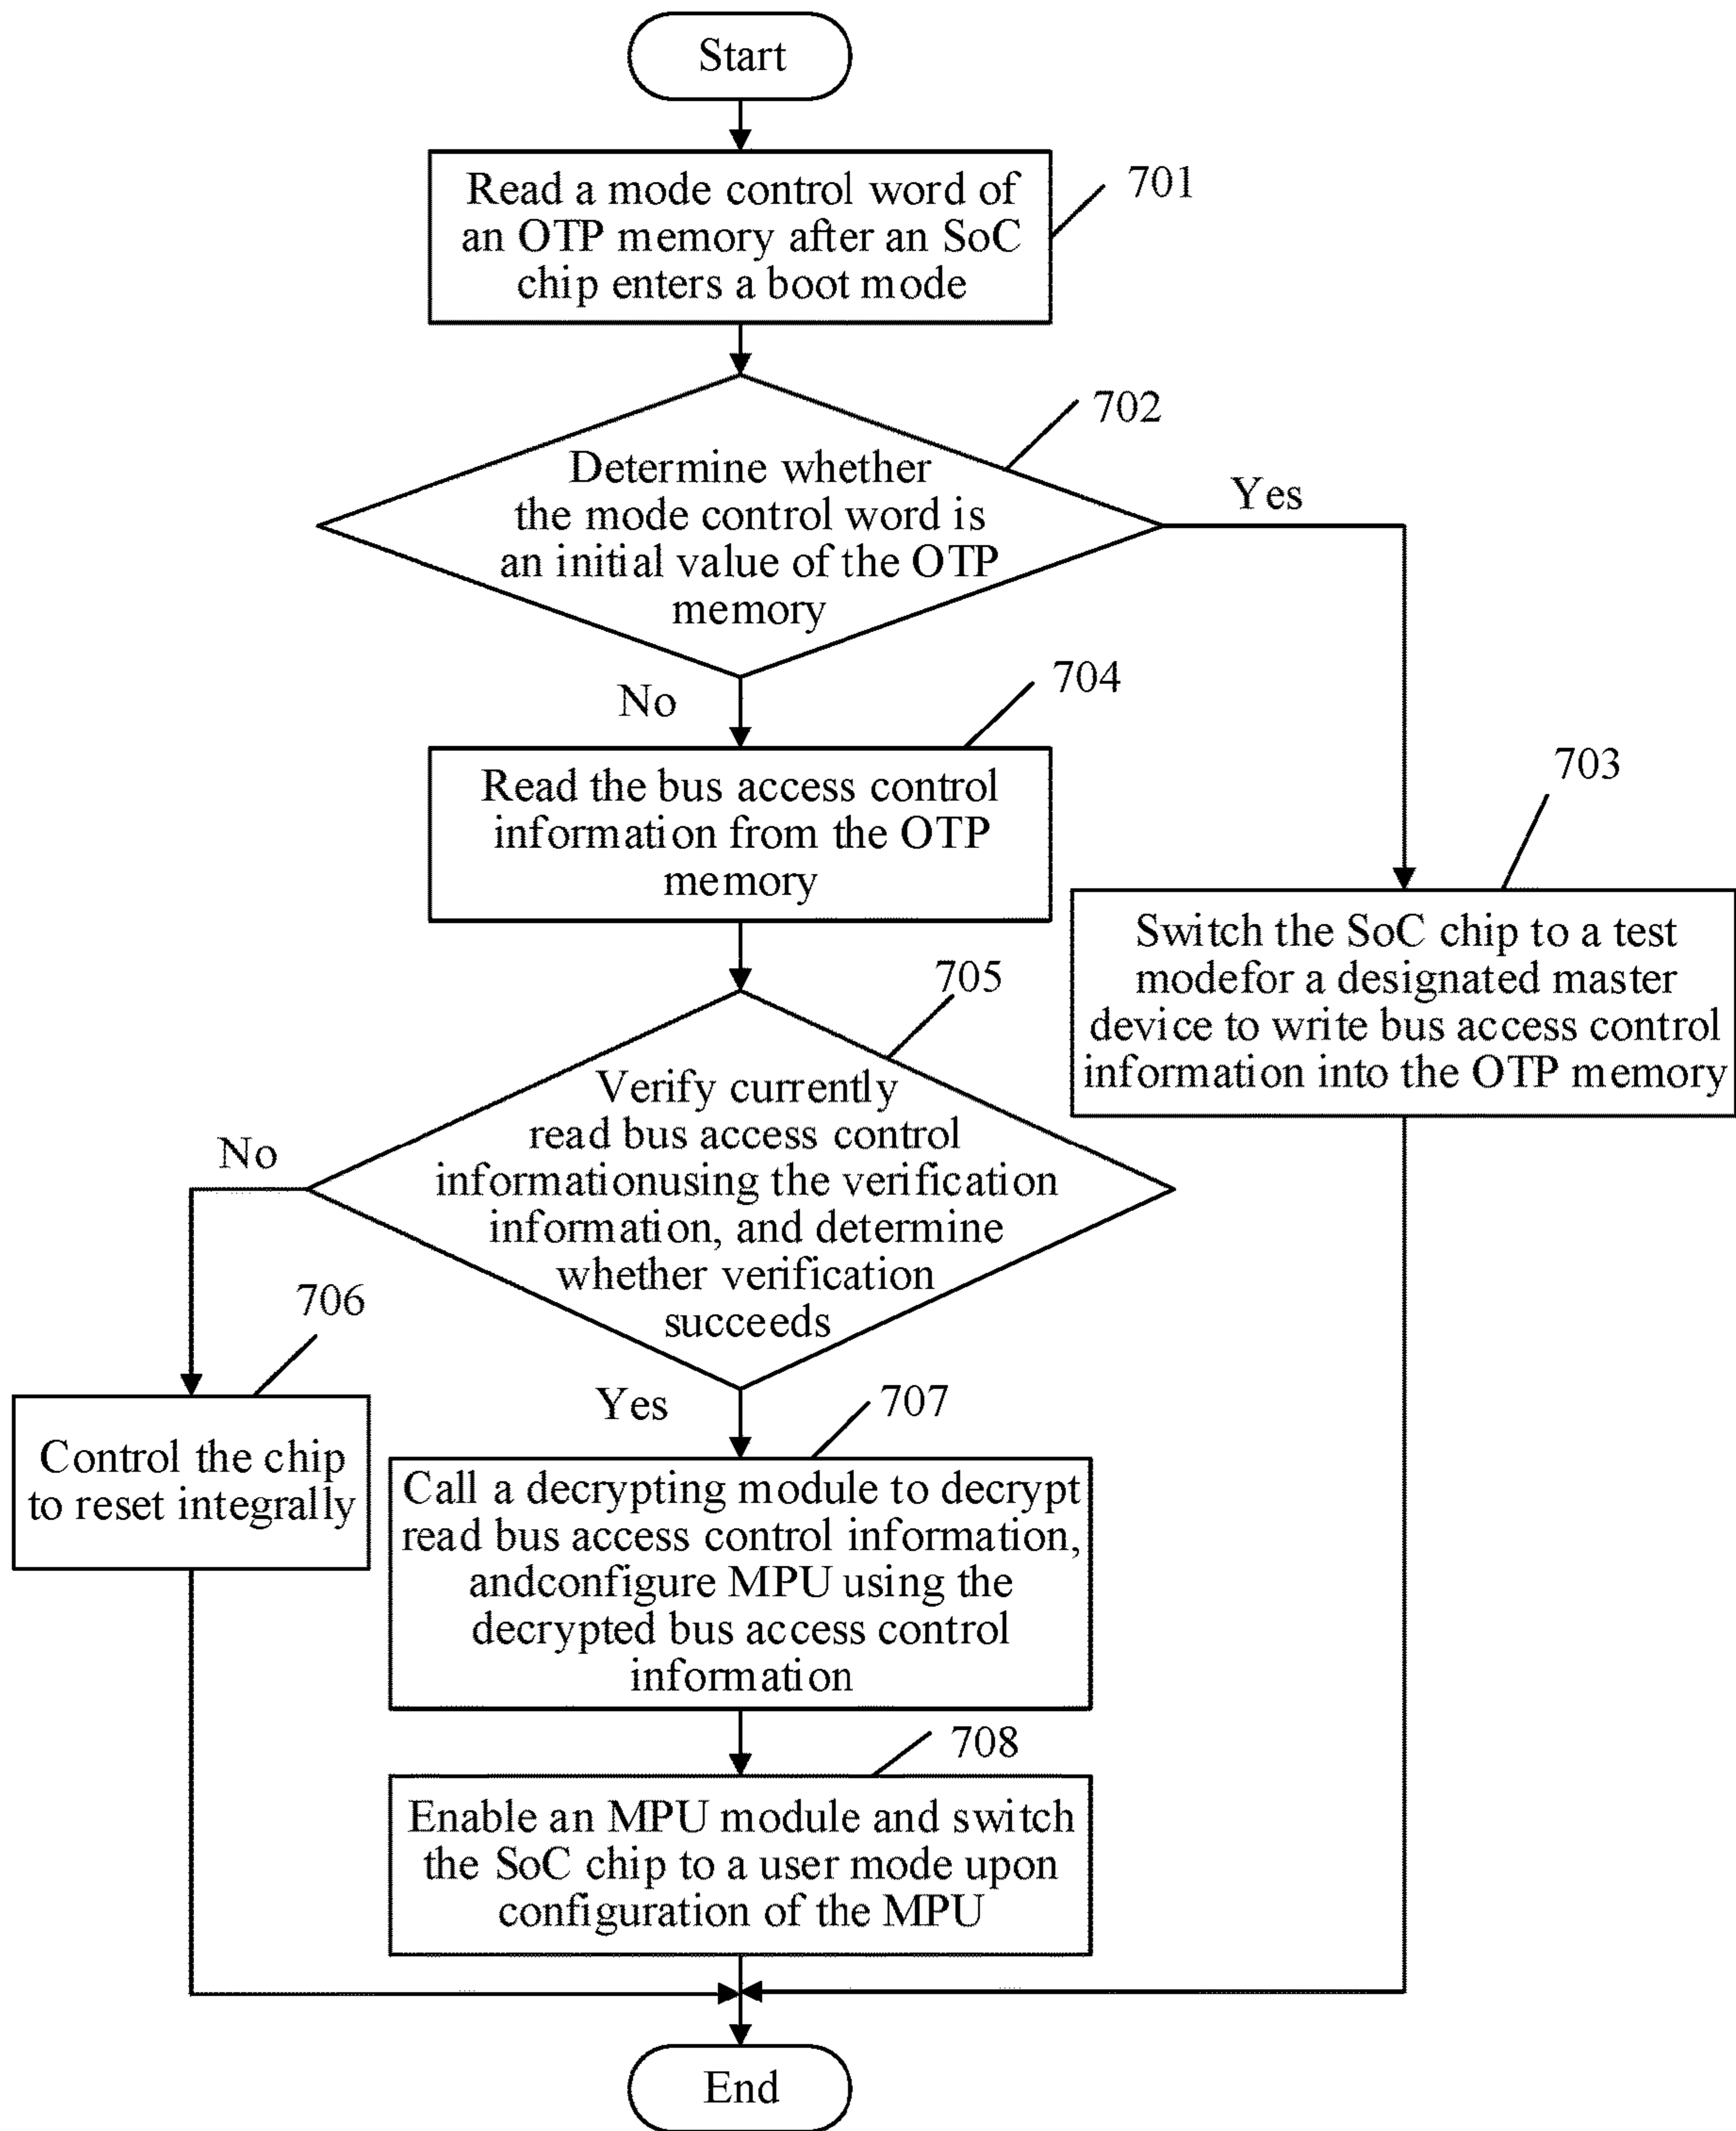 Start
Read a mode control word of
an OTP memory after an SoC
chip enters a boot mode
701
702
Determine whether
the mode control word is
an initial value of the OTP
memory
Yes
No
704
Read the bus access control
information from the OTP
memory
703
Switch the SoC chip to a test
modefor a designated master
device to write bus access control
information into the OTP memory
705
Verify currently
read bus access control
informationusing the verification
information, and determine
whether verification
succeeds
No
706
Control the chip
to reset integrally
Yes
707
Call a decrypting module to decrypt
read bus access control information,
andconfigure MPU using the
decrypted bus access control
information
708
Enable an MPU module and switch
the SoC chip to a user mode upon
configuration of the MPU
End